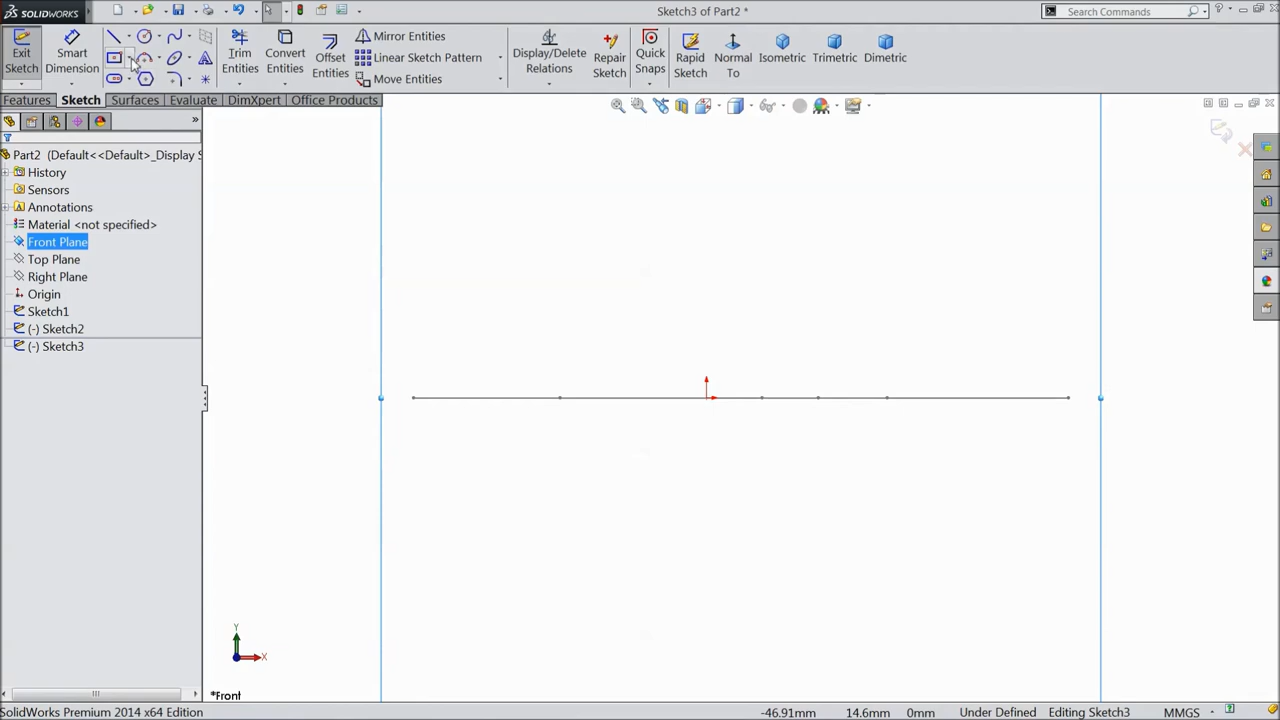 SOLIDWORKS
Sketch3 of Part2 *
Search Commands
Exit Sketch
Smart Dimension
Trim Entities
Convert Entities
Offset Entities
Mirror Entities
Linear Sketch Pattern
Move Entities
Display/Delete Relations
Repair Sketch
Quick Snaps
Rapid Sketch
Normal To
Isometric
Trimetric
Dimetric
Features
Sketch
Surfaces
Evaluate
DimXpert
Office Products
Part2 (Default<<Default>_Display S
History
Sensors
Annotations
Material <not specified>
Front Plane
Top Plane
Right Plane
Origin
Sketch1
(-) Sketch2
(-) Sketch3
Y
X
*Front
SolidWorks Premium 2014 x64 Edition
-46.91mm
14.6mm
0mm
Under Defined
Editing Sketch3
MMGS